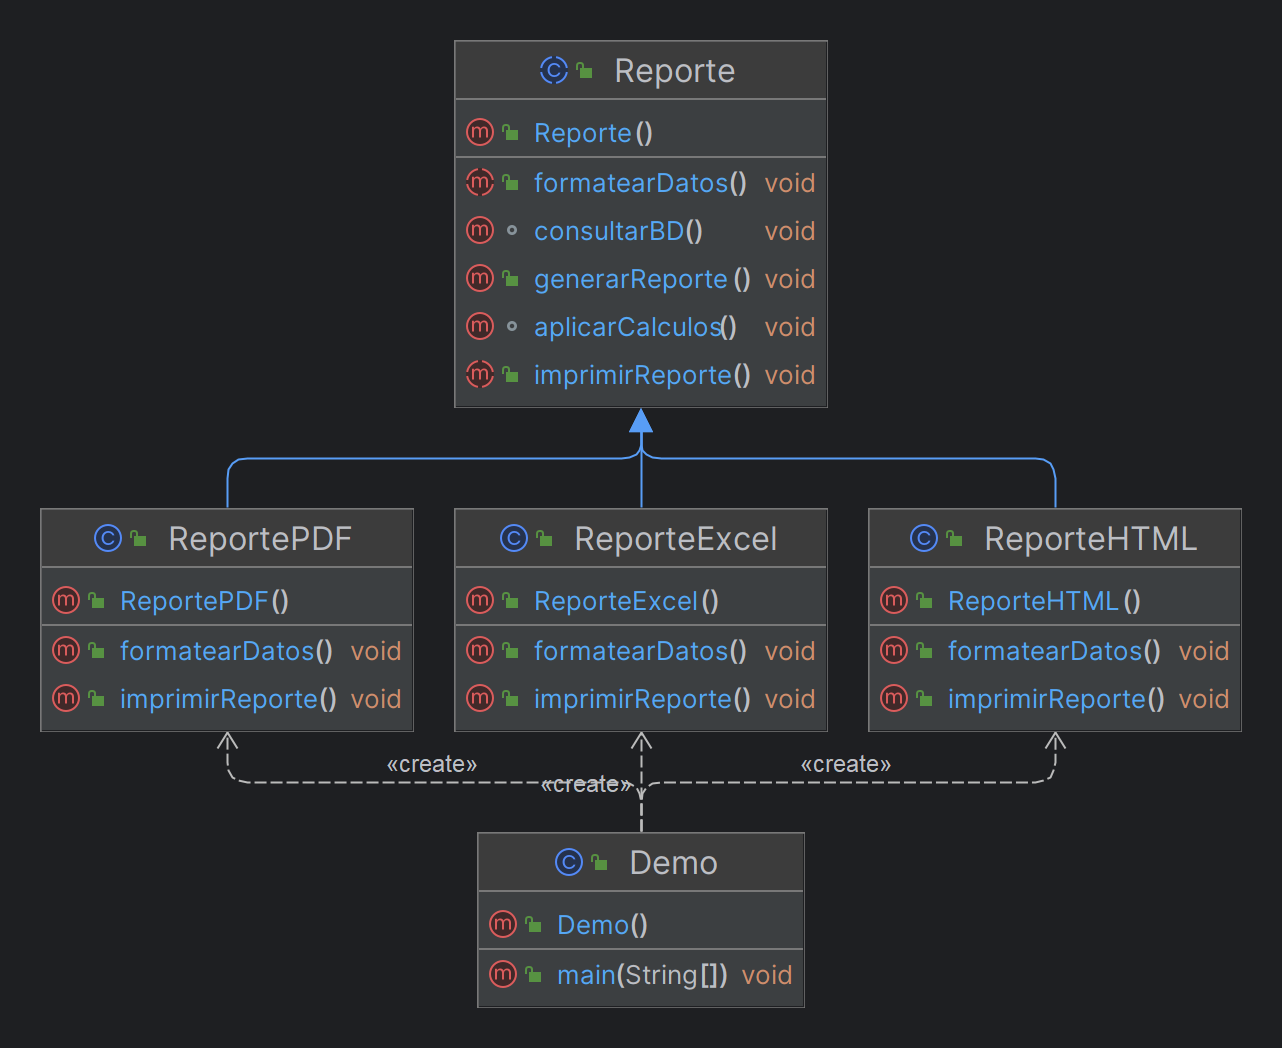 Reporte
Reporte()
formatearDatos() void
consultarBD() void
generarReporte() void
aplicarCalculos() void
imprimirReporte() void
ReportePDF
ReportePDF()
formatearDatos() void
imprimirReporte() void
ReporteExcel
ReporteExcel()
formatearDatos() void
imprimirReporte() void
ReporteHTML
ReporteHTML()
formatearDatos() void
imprimirReporte() void
«create»
«create»
«create»
Demo
Demo()
main(String[]) void